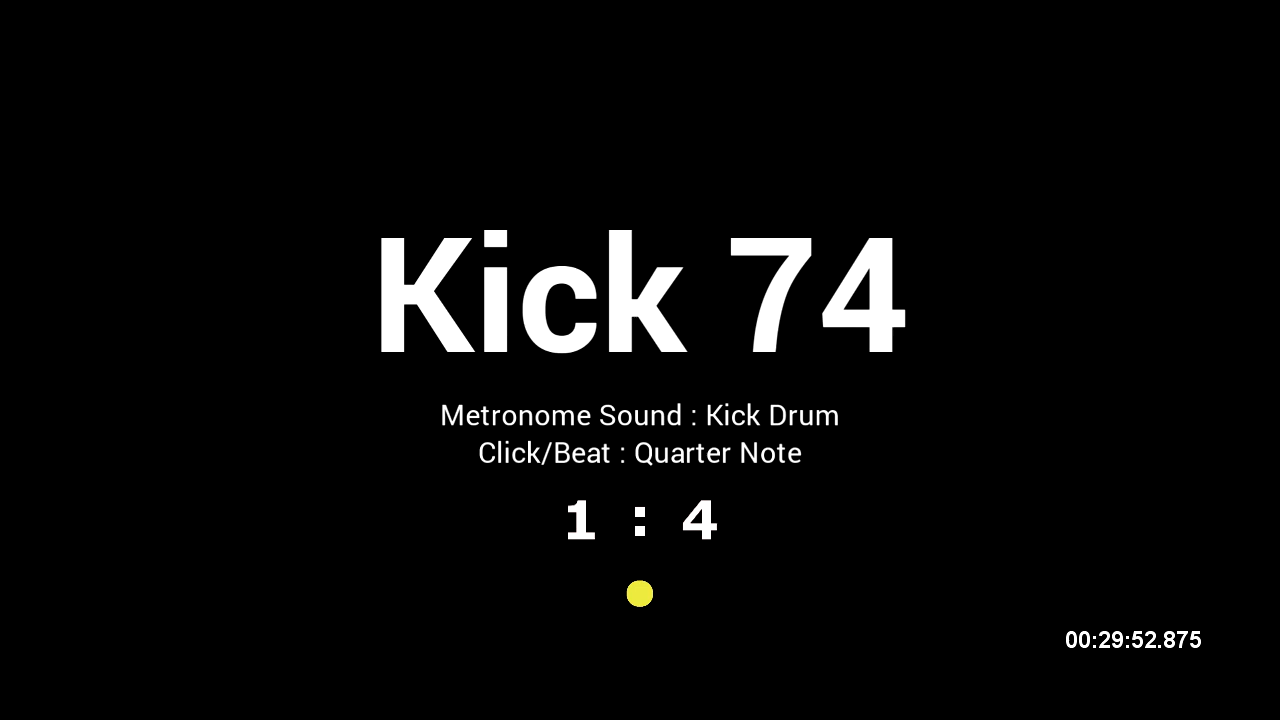 Kick 74
Metronome Sound : Kick Drum
Click/Beat : Quarter Note
1 : 4
00:29:52.875